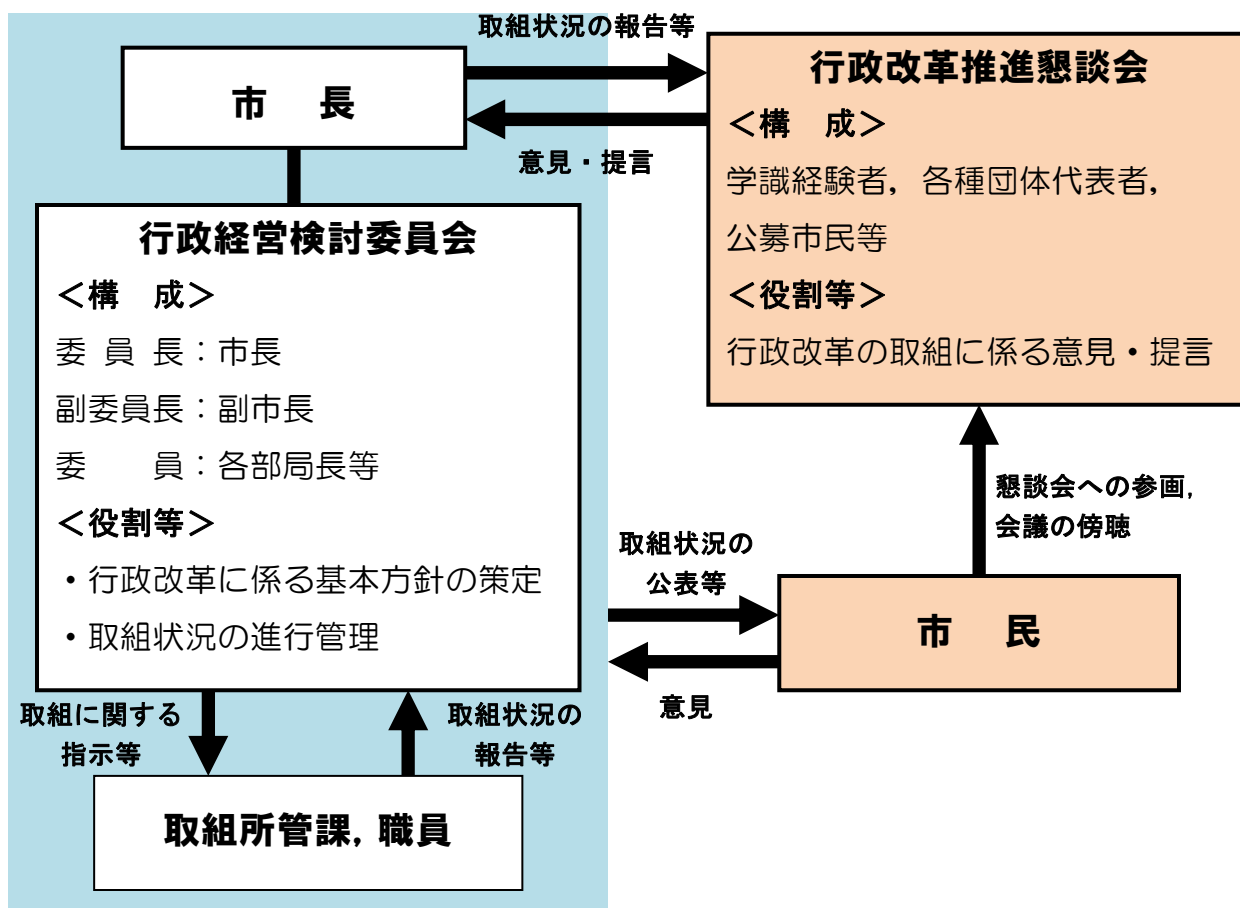 取組状況の報告等
市　長
意見・提言
行政改革推進懇談会
＜構　成＞
学識経験者，各種団体代表者，
公募市民等
＜役割等＞
行政改革の取組に係る意見・提言
行政経営検討委員会
＜構　成＞
委 員 長：市長
副委員長：副市長
委　　員：各部局長等
＜役割等＞
・行政改革に係る基本方針の策定
・取組状況の進行管理
懇談会への参画，
会議の傍聴
取組状況の
公表等
市　民
意見
取組に関する
指示等
取組状況の
報告等
取組所管課，職員